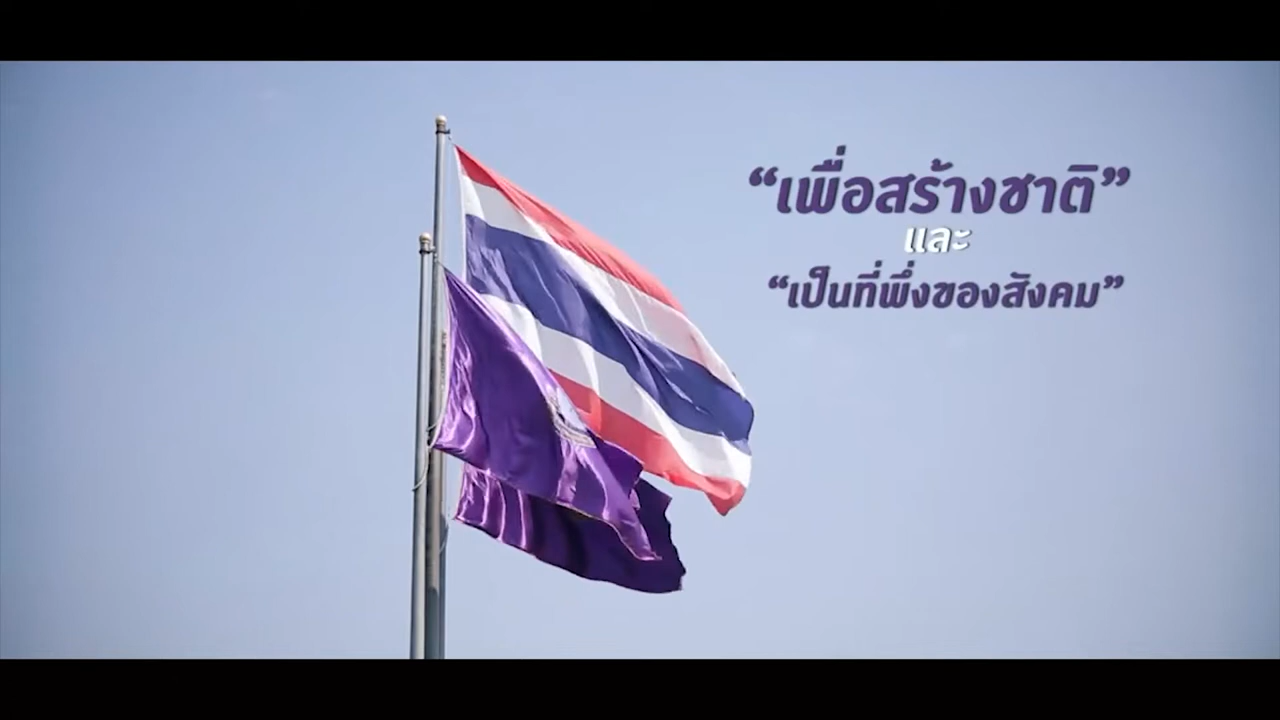 “เพื่อสร้างชาติ”
และ
“เป็นที่พึ่งของสังคม”